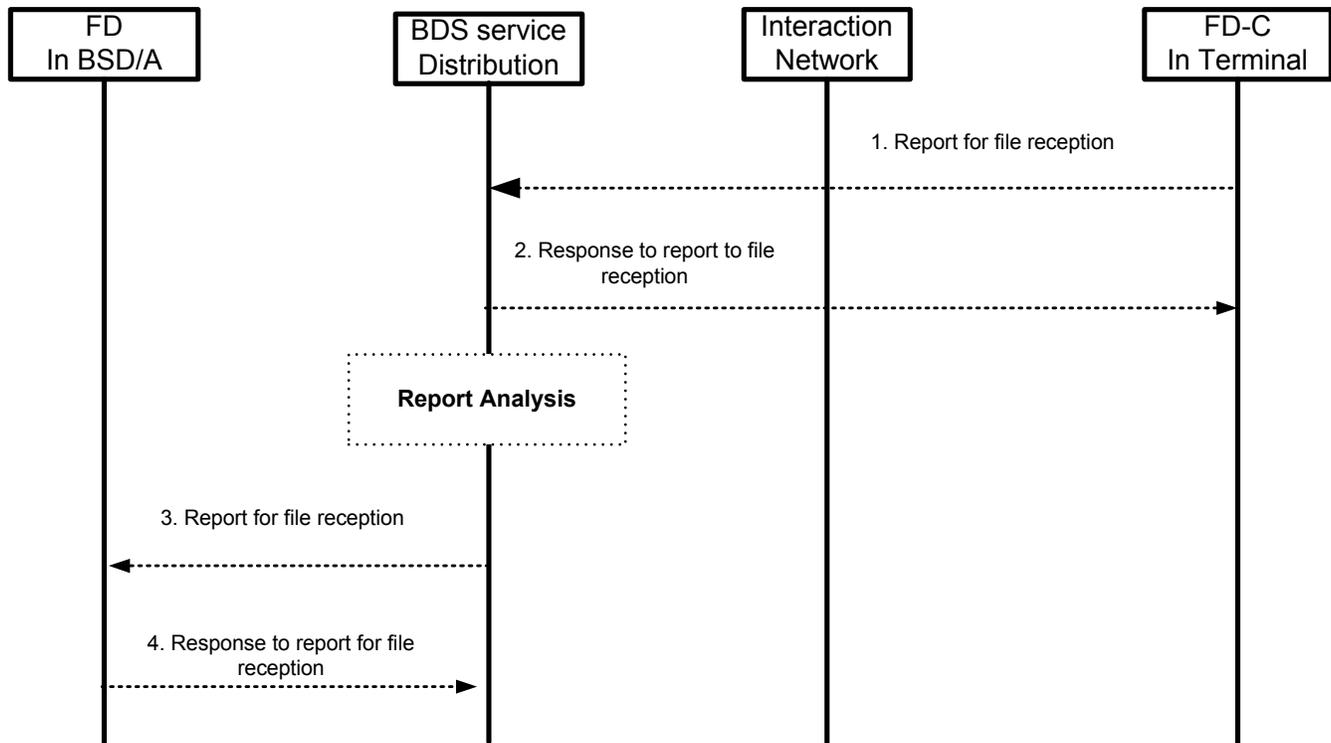 FD
In BSD/A
BDS service
Distribution
Interaction
Network
FD-C
In Terminal
1. Report for file reception
2. Response to report to file
reception
Report Analysis
3. Report for file reception
4. Response to report for file
reception